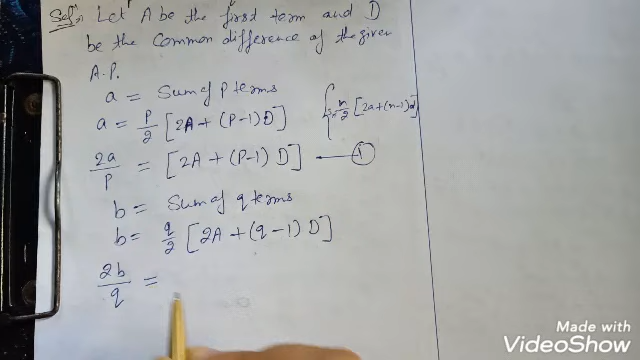 Sol:→ Let A be the first term and D
be the Common difference of the given
A.P.
a = Sum of P terms
a = P/2 [2A + (P-1) D] n/2 [2a+(n-1)d]
2a/P = [2A + (P-1) D] — 1
b = Sum of q terms
b = q/2 [2A + (q-1) D]
2b/q =
Made with
VideoShow